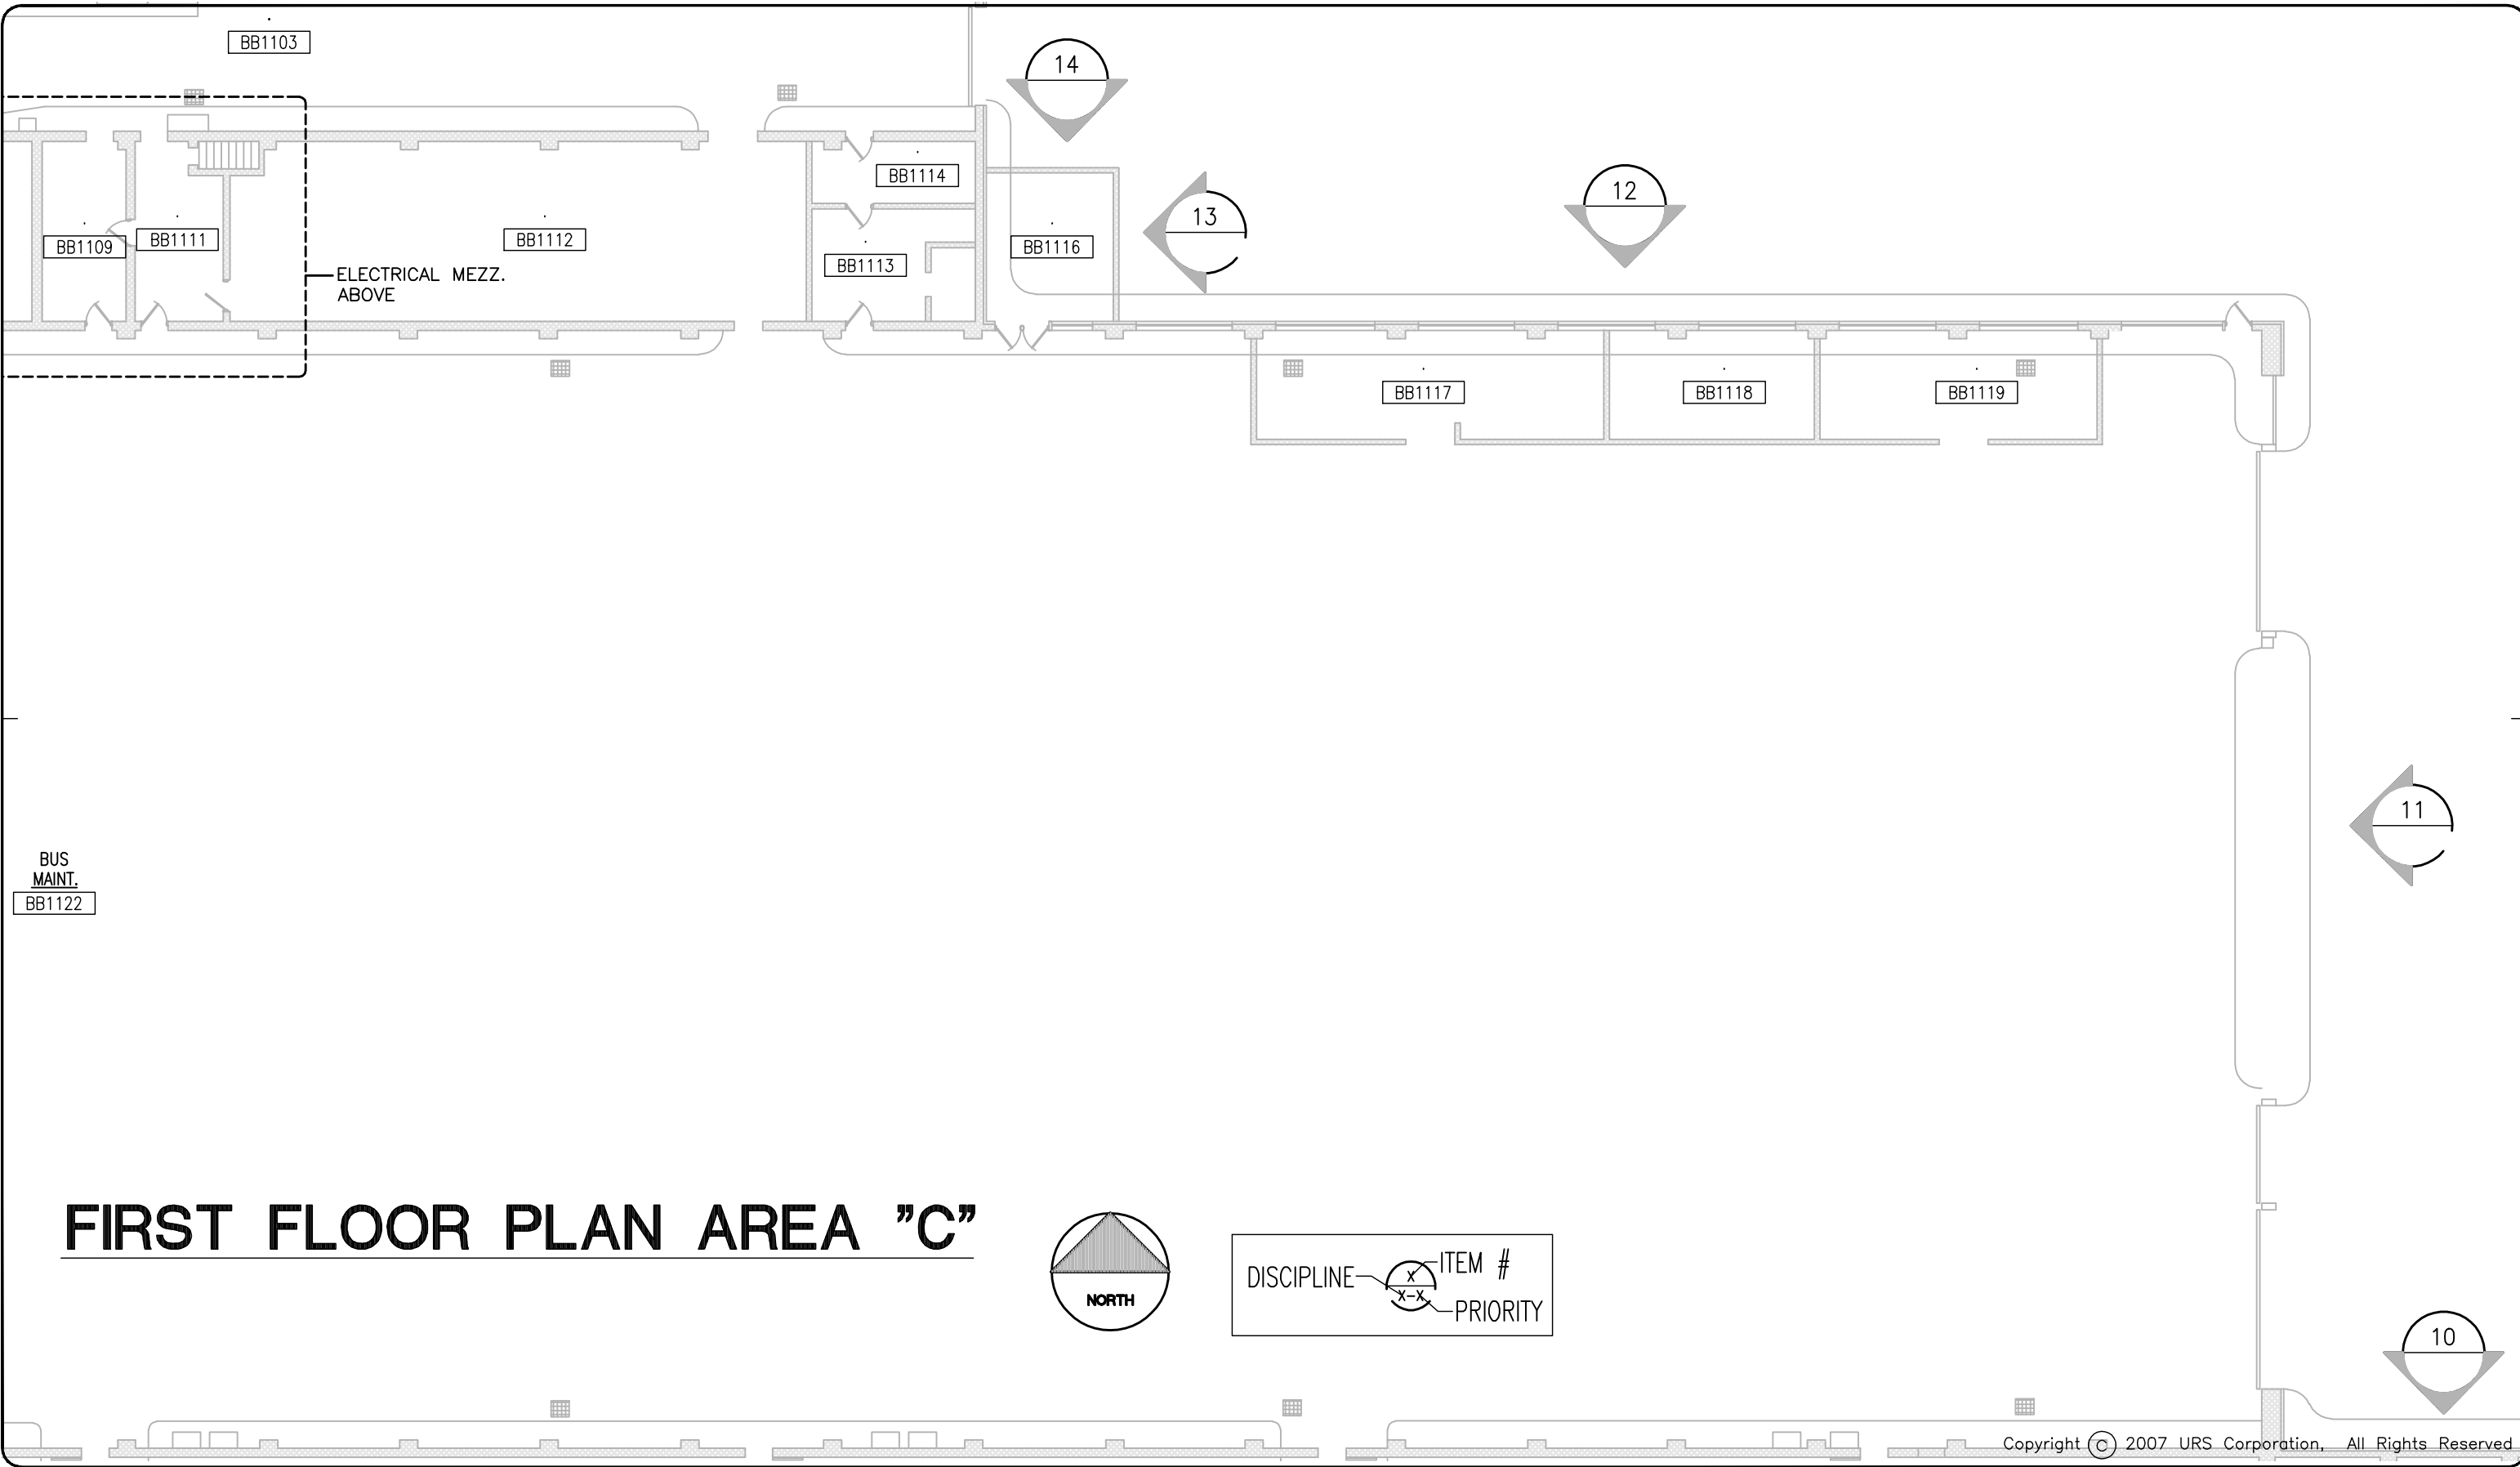 BB1103
14
BB1114
12
13
BB1109
BB1111
BB1112
BB1113
BB1116
ELECTRICAL MEZZ.
ABOVE
BB1117
BB1118
BB1119
11
BUS
MAINT.
BB1122
FIRST FLOOR PLAN AREA "C"
NORTH
DISCIPLINE
X
ITEM #
X-X
PRIORITY
10
Copyright © 2007 URS Corporation, All Rights Reserved